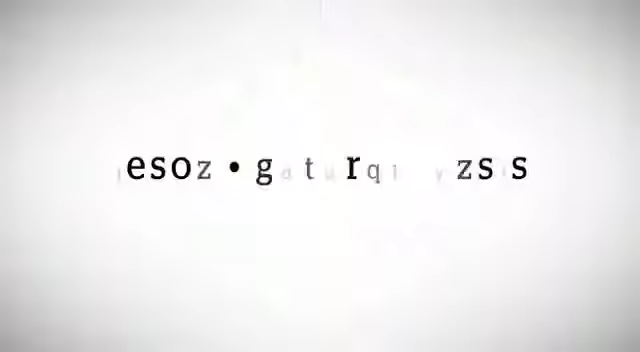 esoz • g a t u r q i y zs s